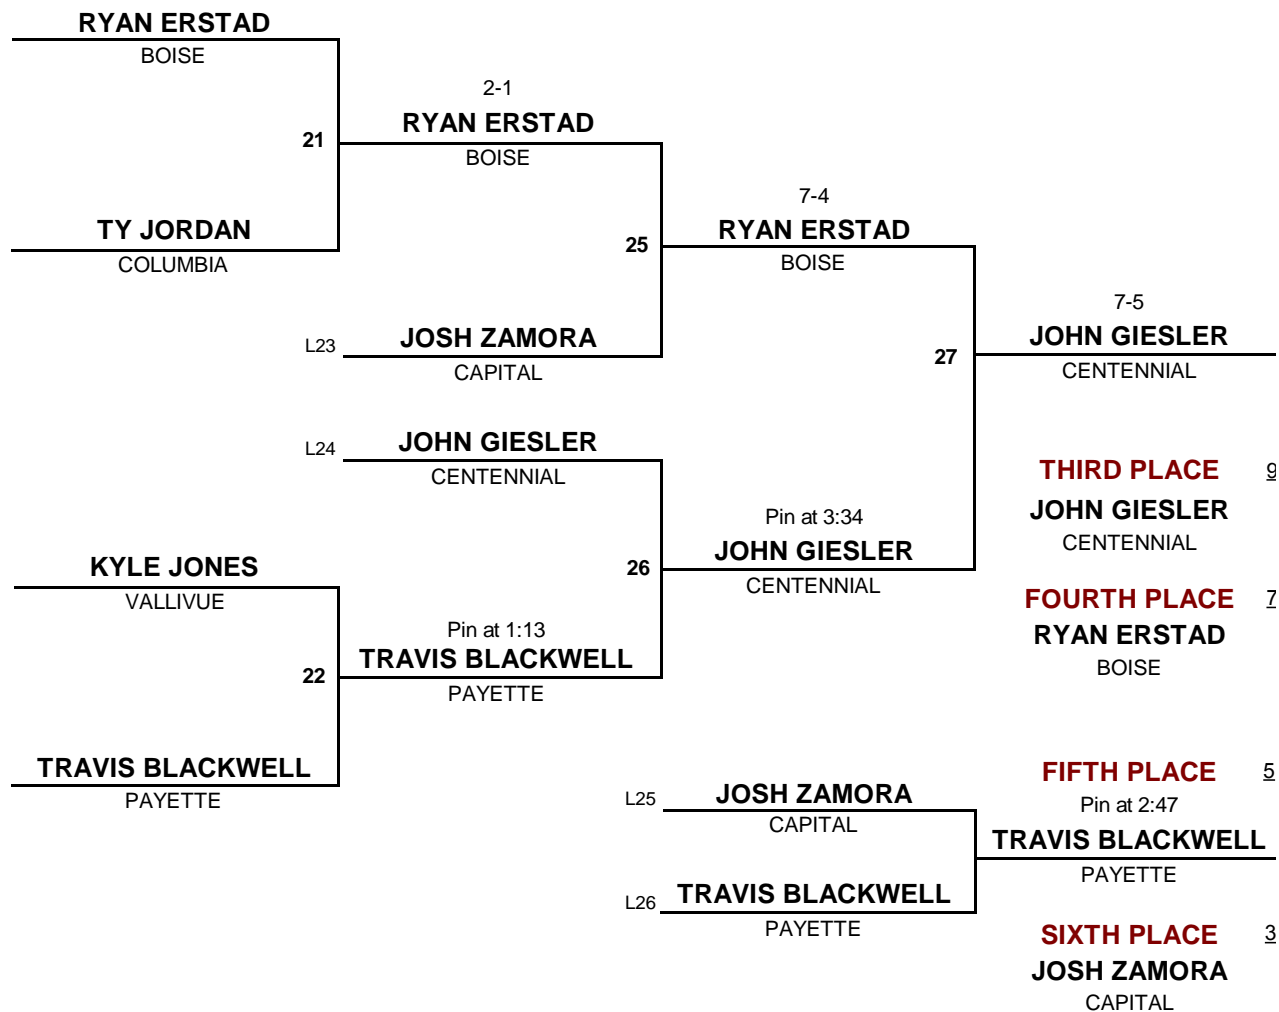 RYAN ERSTAD
BOISE
2-1
RYAN ERSTAD
21
BOISE
7-4
TY JORDAN
RYAN ERSTAD
25
COLUMBIA
BOISE
7-5
L23 JOSH ZAMORA
JOHN GIESLER
27
CAPITAL
CENTENNIAL
L24 JOHN GIESLER
CENTENNIAL
THIRD PLACE 9
JOHN GIESLER
Pin at 3:34
CENTENNIAL
JOHN GIESLER
KYLE JONES
26
CENTENNIAL
VALLIVUE
FOURTH PLACE 7
Pin at 1:13
RYAN ERSTAD
TRAVIS BLACKWELL
BOISE
22
PAYETTE
TRAVIS BLACKWELL
FIFTH PLACE 5
PAYETTE
L25 JOSH ZAMORA
Pin at 2:47
CAPITAL
TRAVIS BLACKWELL
PAYETTE
L26 TRAVIS BLACKWELL
PAYETTE
SIXTH PLACE 3
JOSH ZAMORA
CAPITAL